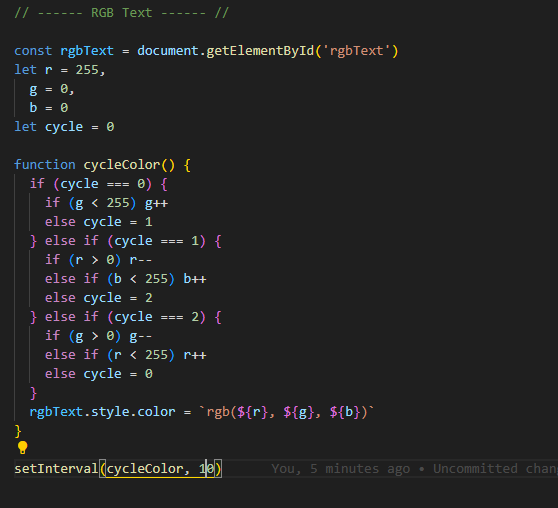 // ------ RGB Text ------ //
const rgbText = document.getElementById('rgbText')
let r = 255,
  g = 0,
  b = 0
let cycle = 0
function cycleColor() {
  if (cycle === 0) {
    if (g < 255) g++
    else cycle = 1
  } else if (cycle === 1) {
    if (r > 0) r--
    else if (b < 255) b++
    else cycle = 2
  } else if (cycle === 2) {
    if (g > 0) g--
    else if (r < 255) r++
    else cycle = 0
  }
  rgbText.style.color = `rgb(${r}, ${g}, ${b})`
}
setInterval(cycleColor, 10) You, 5 minutes ago • Uncommitted chan